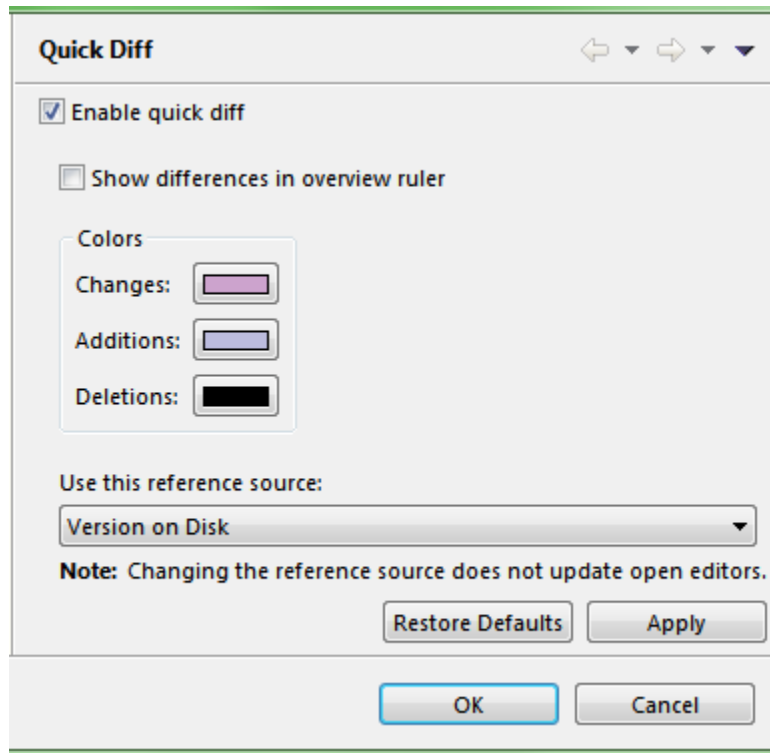 Quick Diff
Enable quick diff
Show differences in overview ruler
Colors
Changes:
Additions:
Deletions:
Use this reference source:
Version on Disk
Note: Changing the reference source does not update open editors.
Restore Defaults Apply
OK Cancel